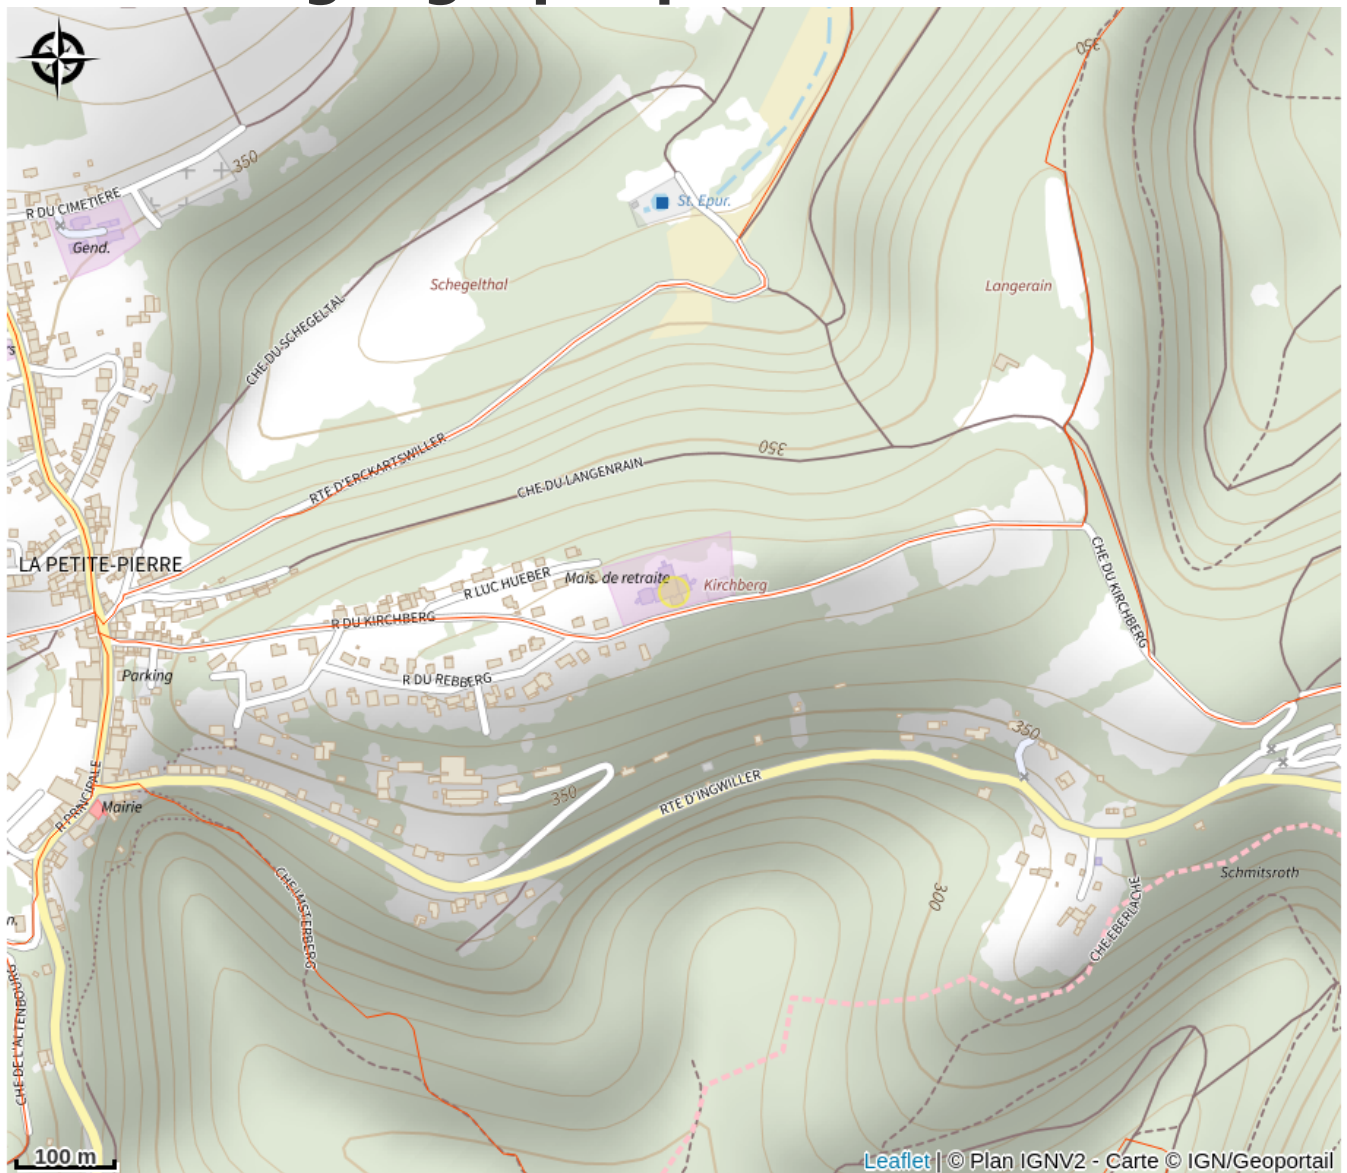 350
350
R DU CIMETIERE
Gend.
St. Epur.
Schegelthal
Langerain
CHE DU SCHEGELTAL
RTE D'ERCKARTSWILLER
350
CHE DU LANGENRAIN
LA PETITE-PIERRE
Mais. de retraite
R LUC HUEBER
Kirchberg
R DU KIRCHBERG
CHE DU KIRCHBERG
Parking
R DU REBBERG
350
R PRINCIPALE
Mairie
350
RTE D'INGWILLER
300
Schmitsroth
CHE IMSTERBERG
CHE EBERLACHE
CHE DE L'ALTENBOURG
100 m
Leaflet | © Plan IGNV2 - Carte © IGN/Geoportail